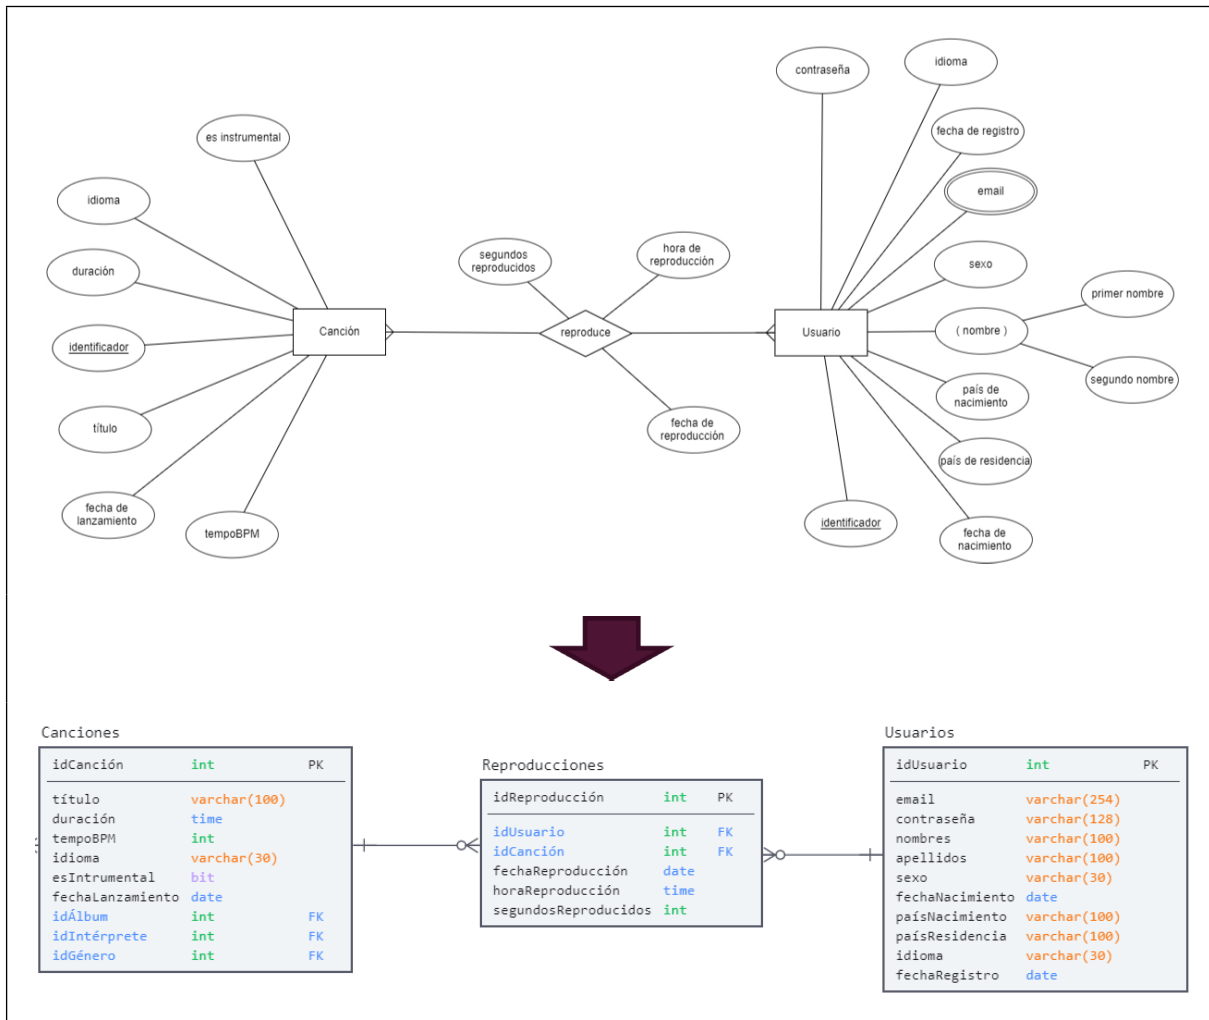 contraseña
idioma
es instrumental
fecha de registro
email
idioma
segundos
reproducidos
hora de
reproducción
sexo
duración
primer nombre
Canción
reproduce
Usuario
( nombre )
identificador
segundo nombre
país de
nacimiento
título
fecha de
reproducción
país de residencia
fecha de
lanzamiento
tempoBPM
identificador
fecha de
nacimiento
Canciones
idCanción int PK
título varchar(100)
duración time
tempoBPM int
idioma varchar(30)
esIntrumental bit
fechaLanzamiento date
idÁlbum int FK
idIntérprete int FK
idGénero int FK
Reproducciones
idReproducción int PK
idUsuario int FK
idCanción int FK
fechaReproducción date
horaReproducción time
segundosReproducidos int
Usuarios
idUsuario int PK
email varchar(254)
contraseña varchar(128)
nombres varchar(100)
apellidos varchar(100)
sexo varchar(30)
fechaNacimiento date
paísNacimiento varchar(100)
paísResidencia varchar(100)
idioma varchar(30)
fechaRegistro date